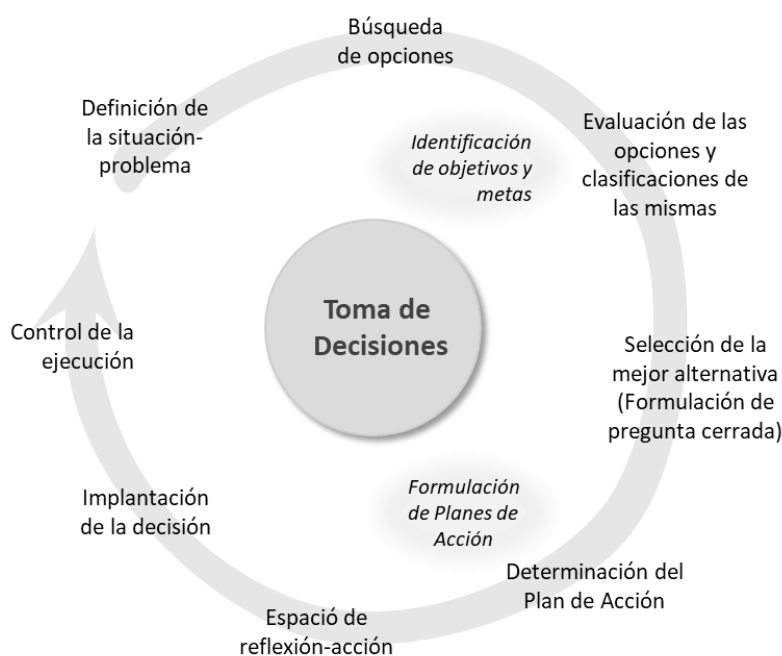 Búsqueda
de opciones
Definición de
la situación-
problema
Identificación
de objetivos y
metas
Evaluación de las
opciones y
clasificaciones de
las mismas
Toma de
Decisiones
Control de la
ejecución
Selección de la
mejor alternativa
(Formulación de
pregunta cerrada)
Implantación
de la decisión
Formulación
de Planes de
Acción
Determinación del
Plan de Acción
Espació de
reflexión-acción